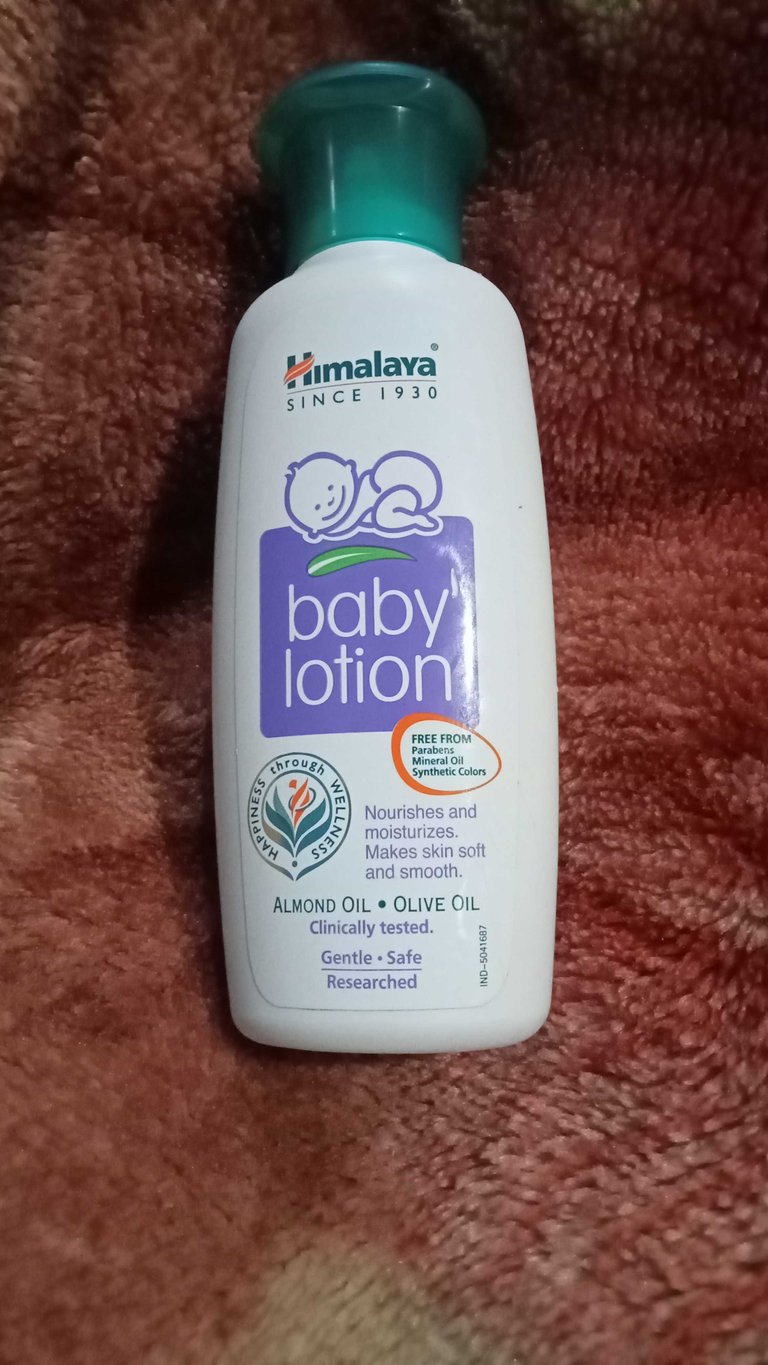 Himalaya®
SINCE 1930
baby
lotion
FREE FROM
Parabens
Mineral Oil
Synthetic Colors
HAPPINESS through WELLNESS
Nourishes and
moisturizes.
Makes skin soft
and smooth.
ALMOND OIL • OLIVE OIL
Clinically tested.
Gentle • Safe
Researched
IND-5041687